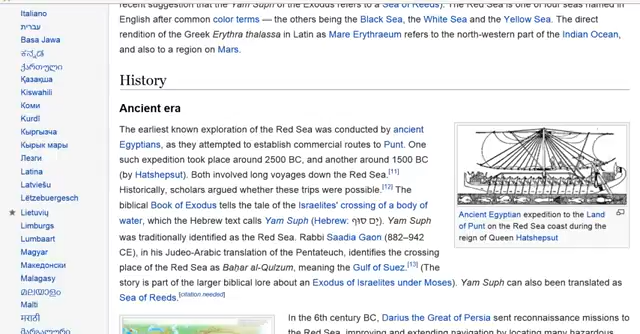 recent suggestion that the Yam Suph of the Exodus refers to a Sea of Reeds). The Red Sea is one of four seas named in
English after common color terms — the others being the Black Sea, the White Sea and the Yellow Sea. The direct
rendition of the Greek Erythra thalassa in Latin as Mare Erythraeum refers to the north-western part of the Indian Ocean,
and also to a region on Mars.
History
Ancient era
The earliest known exploration of the Red Sea was conducted by ancient
Egyptians, as they attempted to establish commercial routes to Punt. One
such expedition took place around 2500 BC, and another around 1500 BC
(by Hatshepsut). Both involved long voyages down the Red Sea.[11]
Historically, scholars argued whether these trips were possible.[12] The
biblical Book of Exodus tells the tale of the Israelites' crossing of a body of
water, which the Hebrew text calls Yam Suph (Hebrew: יַם סוּף). Yam Suph
was traditionally identified as the Red Sea. Rabbi Saadia Gaon (882–942
CE), in his Judeo-Arabic translation of the Pentateuch, identifies the crossing
place of the Red Sea as Baḥar al-Qulzum, meaning the Gulf of Suez.[13] (The
story is part of the larger biblical lore about an Exodus of Israelites under Moses). Yam Suph can also been translated as
Sea of Reeds.[citation needed]
Ancient Egyptian expedition to the Land
of Punt on the Red Sea coast during the
reign of Queen Hatshepsut
In the 6th century BC, Darius the Great of Persia sent reconnaissance missions to
the Red Sea, improving and extending navigation by locating many hazardous
Italiano
עברית
Basa Jawa
ಕನ್ನಡ
ქართული
Қазақша
Kiswahili
Коми
Kurdî
Кыргызча
Кырык мары
Лезги
Latina
Latviešu
Lëtzebuergesch
Lietuvių
Limburgs
Lumbaart
Magyar
Македонски
Malagasy
മലയാളം
Malti
मराठी
მარგალური